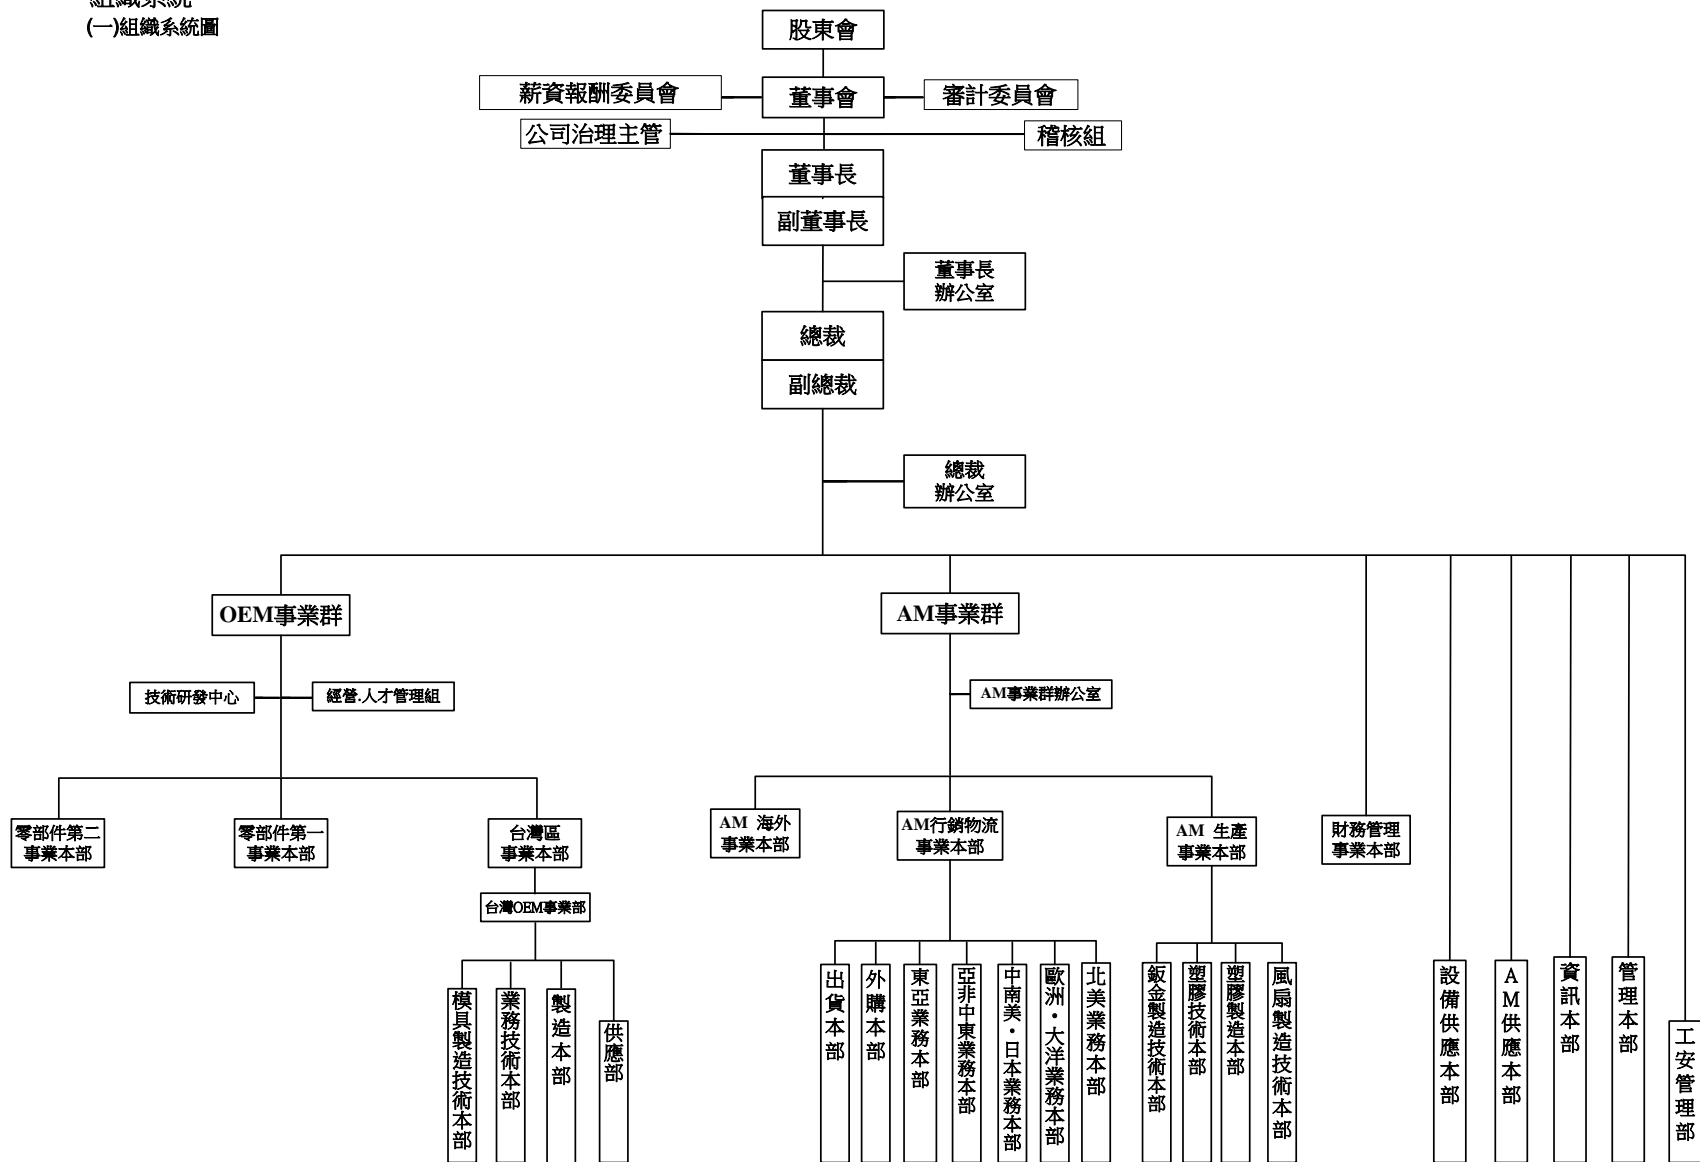 組織系統
(一)組織系統圖
股東會
薪資報酬委員會
董事會
審計委員會
公司治理主管
稽核組
董事長
副董事長
董事長
辦公室
總裁
副總裁
總裁
辦公室
OEM事業群
AM事業群
技術研發中心
經營.人才管理組
AM事業群辦公室
零部件第二
事業本部
零部件第一
事業本部
台灣區
事業本部
AM 海外
事業本部
AM行銷物流
事業本部
AM 生產
事業本部
財務管理
事業本部
台灣OEM事業部
模具製造技術本部
業務技術本部
製造本部
供應部
出貨本部
外購本部
東亞業務本部
亞非中東業務本部
中南美・日本業務本部
歐洲・大洋業務本部
北美業務本部
鈑金製造技術本部
塑膠技術本部
塑膠製造本部
風扇製造技術本部
設備供應本部
AM供應本部
資訊本部
管理本部
工安管理部